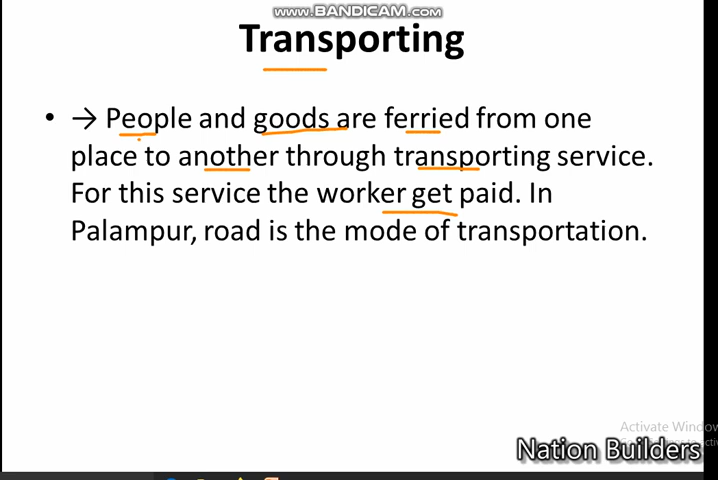 www.BANDICAM.com
Transporting
• → People and goods are ferried from one
place to another through transporting service.
For this service the worker get paid. In
Palampur, road is the mode of transportation.
Activate Windo
Nation Builders